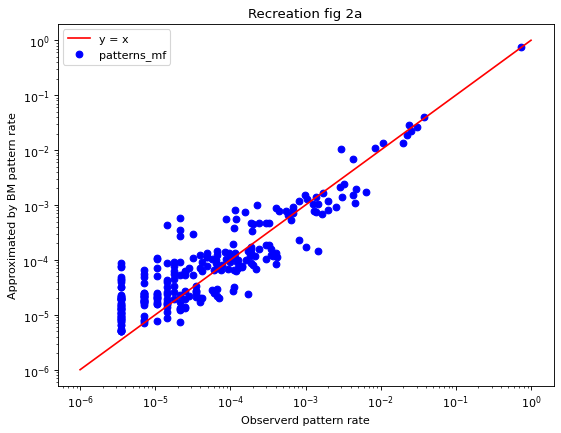 Recreation fig 2a
y = x
patterns_mf
Approximated by BM pattern rate
10⁰
10⁻¹
10⁻²
10⁻³
10⁻⁴
10⁻⁵
10⁻⁶
10⁻⁶ 10⁻⁵ 10⁻⁴ 10⁻³ 10⁻² 10⁻¹ 10⁰
Observerd pattern rate